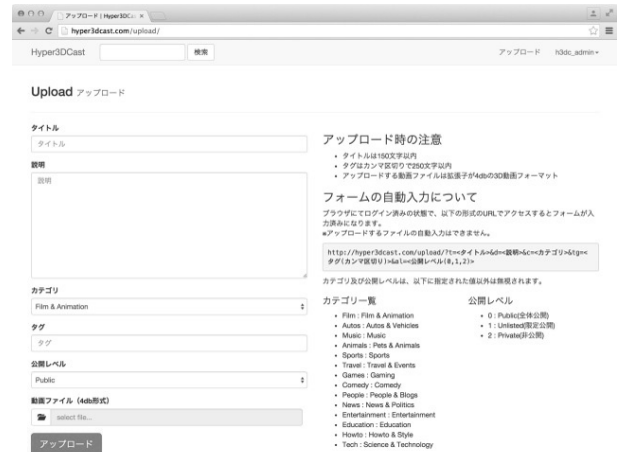 アップロード | Hyper3DCa
hyper3dcast.com/upload/
Hyper3DCast
検索
アップロード
h3dc_admin
Upload アップロード
タイトル
タイトル
説明
説明
カテゴリ
Film & Animation
タグ
タグ
公開レベル
Public
動画ファイル（4db形式）
select file...
アップロード
アップロード時の注意
• タイトルは150文字以内
• タグはカンマ区切りで250文字以内
• アップロードする動画ファイルは拡張子が4dbの3D動画フォーマット
フォームの自動入力について
ブラウザにてログイン済みの状態で、以下の形式のURLでアクセスするとフォームが入
力済みになります。
※アップロードするファイルの自動入力はできません。
http://hyper3dcast.com/upload/?t=<タイトル>&d=<説明>&c=<カテゴリ>&tg=<
タグ(カンマ区切り)>&al=<公開レベル(0,1,2)>
カテゴリ及び公開レベルは、以下に指定された値以外は無視されます。
カテゴリ一覧
• Film : Film & Animation
• Autos : Autos & Vehicles
• Music : Music
• Animals : Pets & Animals
• Sports : Sports
• Travel : Travel & Events
• Games : Gaming
• Comedy : Comedy
• People : People & Blogs
• News : News & Politics
• Entertainment : Entertainment
• Education : Education
• Howto : Howto & Style
• Tech : Science & Technology
公開レベル
• 0 : Public(全体公開)
• 1 : Unlisted(限定公開)
• 2 : Private(非公開)